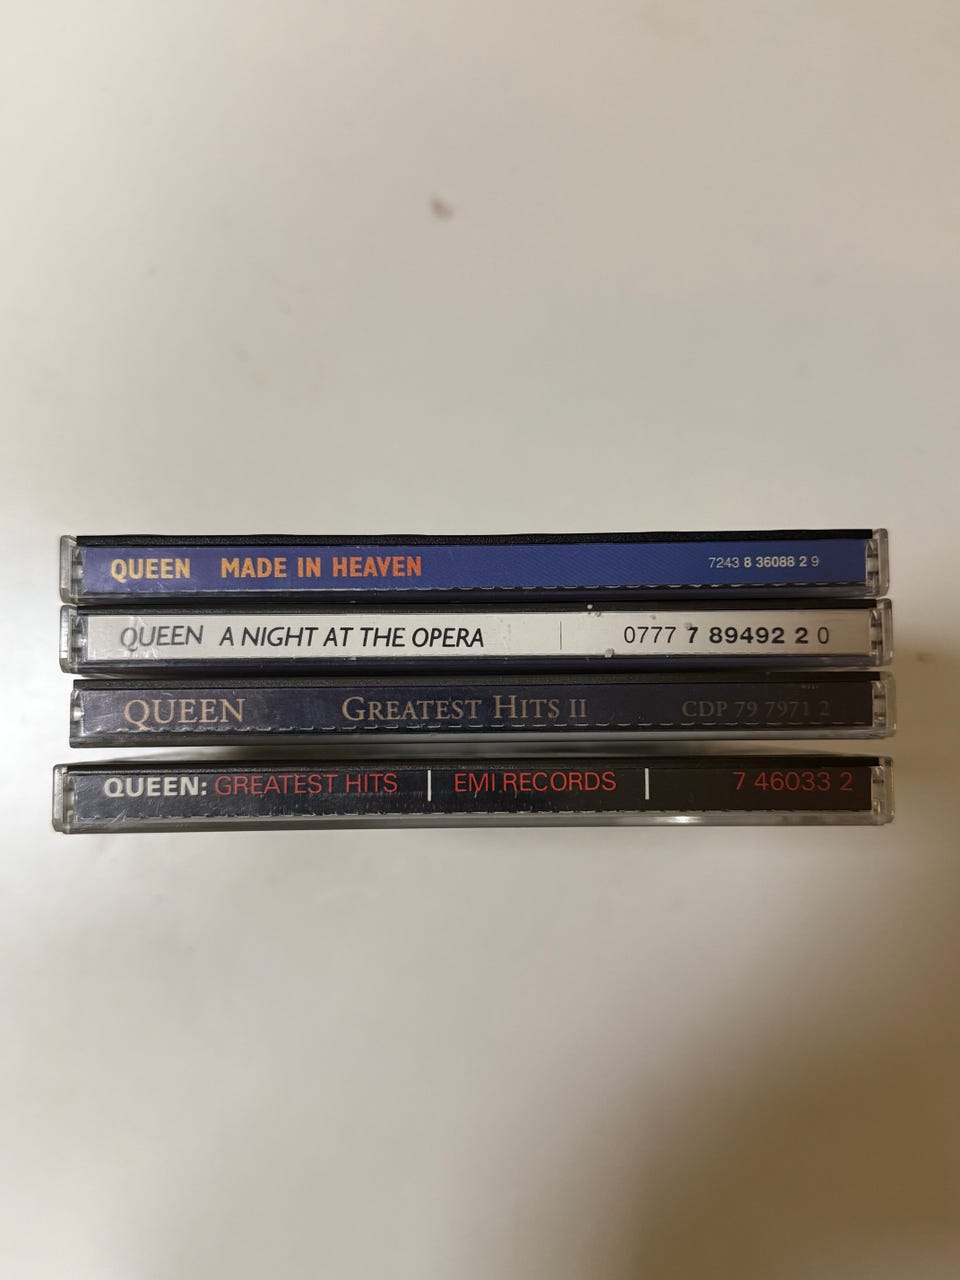 QUEEN MADE IN HEAVEN 7243 8 36088 2 9
QUEEN A NIGHT AT THE OPERA | 0777 7 89492 2 0
QUEEN GREATEST HITS II CDP 79 7971 2
QUEEN: GREATEST HITS | EMI RECORDS | 7 46033 2